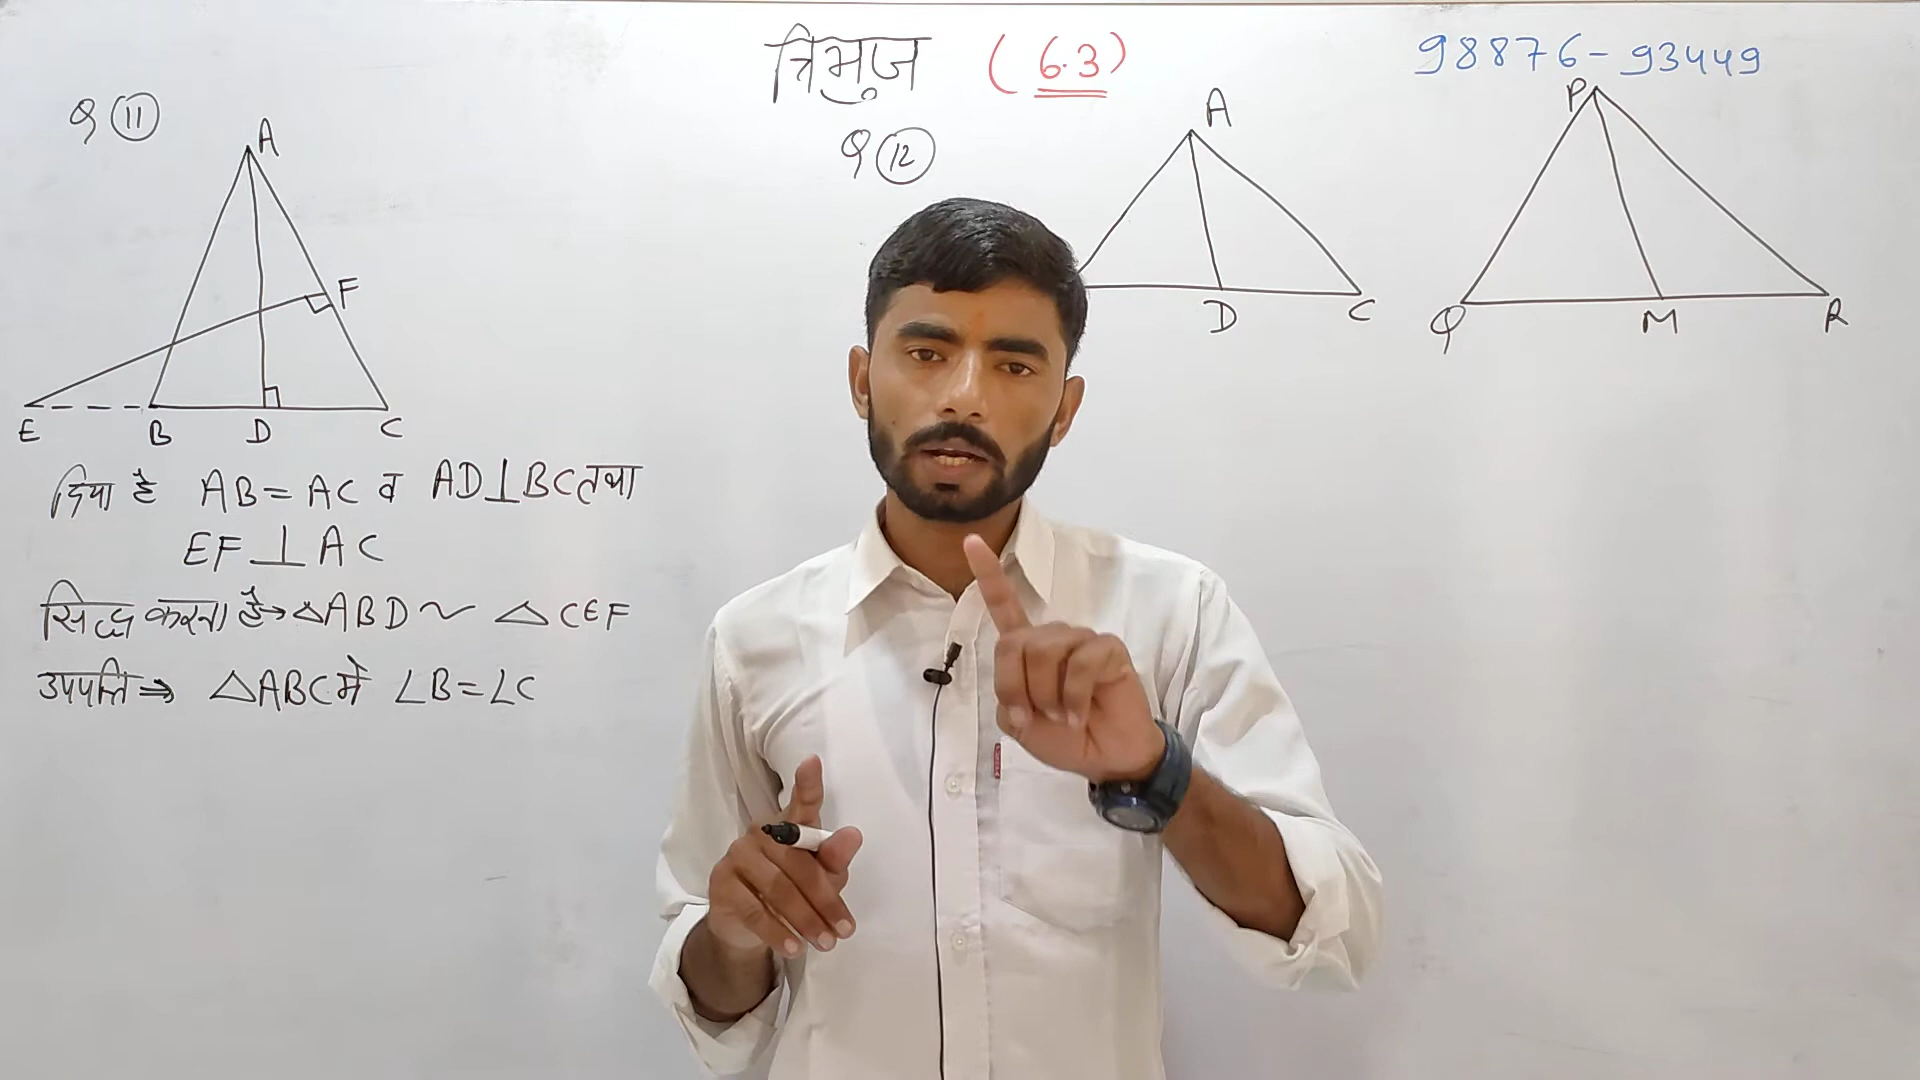 त्रिभुज (6.3)
98876-93449
Q 11
A
F
E B D C
दिया है AB = AC व AD⊥BC तथा
EF ⊥ AC
सिद्ध करना है→ △ABD ~ △CEF
उपपत्ति ⇒ △ABC में ∠B = ∠C
Q 12
A
D C
P
Q M R